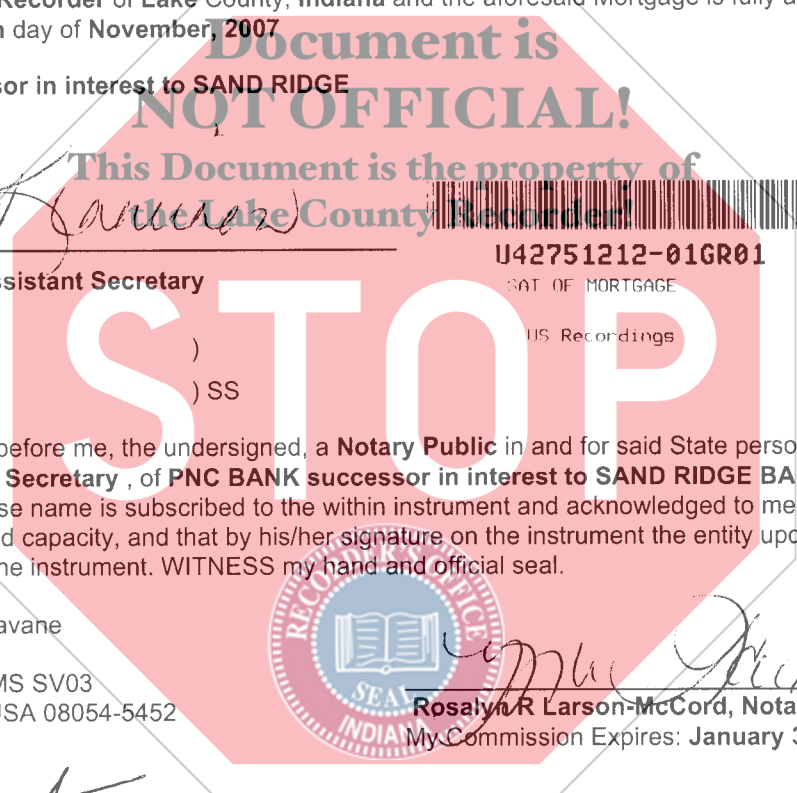 Recorder of Lake County, Indiana and the aforesaid Mortgage is fully a
day of November, 2007
Document is
sor in interest to SAND RIDGE
NOT OFFICIAL!
This Document is the property of
the Lake County Recorder!
U42751212-01GR01
ssistant Secretary
SAT OF MORTGAGE
US Recordings
STOP
)
) SS
before me, the undersigned, a Notary Public in and for said State perso
Secretary , of PNC BANK successor in interest to SAND RIDGE BA
se name is subscribed to the within instrument and acknowledged to me
d capacity, and that by his/her signature on the instrument the entity upo
he instrument. WITNESS my hand and official seal.
RECORDER'S OFFICE
SEAL
INDIANA
avane
MS SV03
USA 08054-5452
Rosalyn R Larson-McCord, Nota
My Commission Expires: January 3